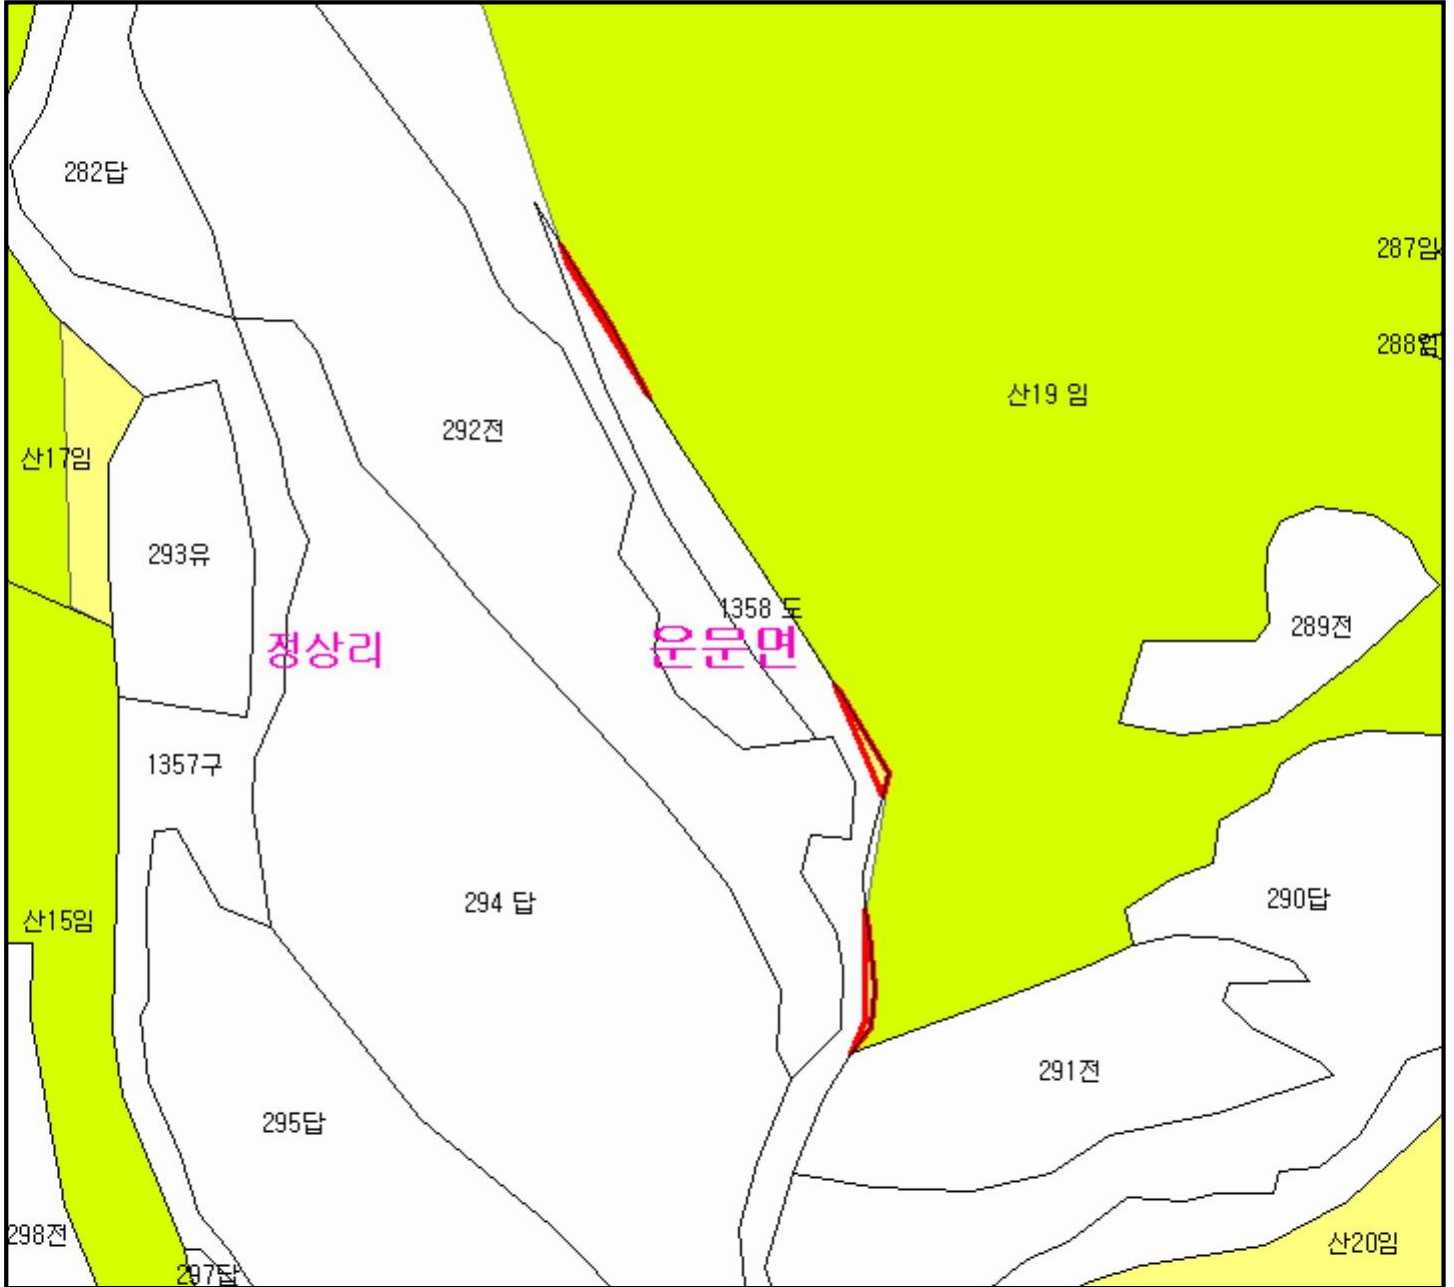 282답
287임
288임
산19 임
292전
산17임
293유
1358 도
289전
정상리
운문면
1357구
294 답
290답
산15임
291전
295답
298전
산20임
297답